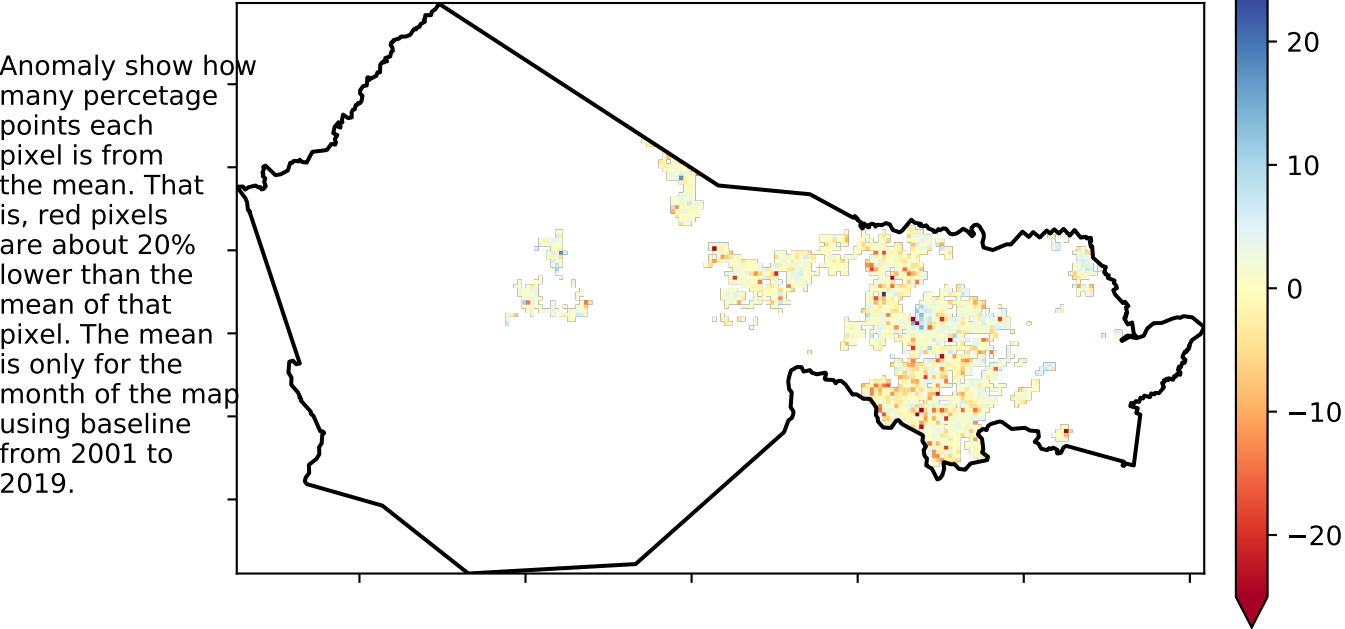 Anomaly show how
many percetage
points each
pixel is from
the mean. That
is, red pixels
are about 20%
lower than the
mean of that
pixel. The mean
is only for the
month of the map
using baseline
from 2001 to
2019.
20
10
0
−10
−20